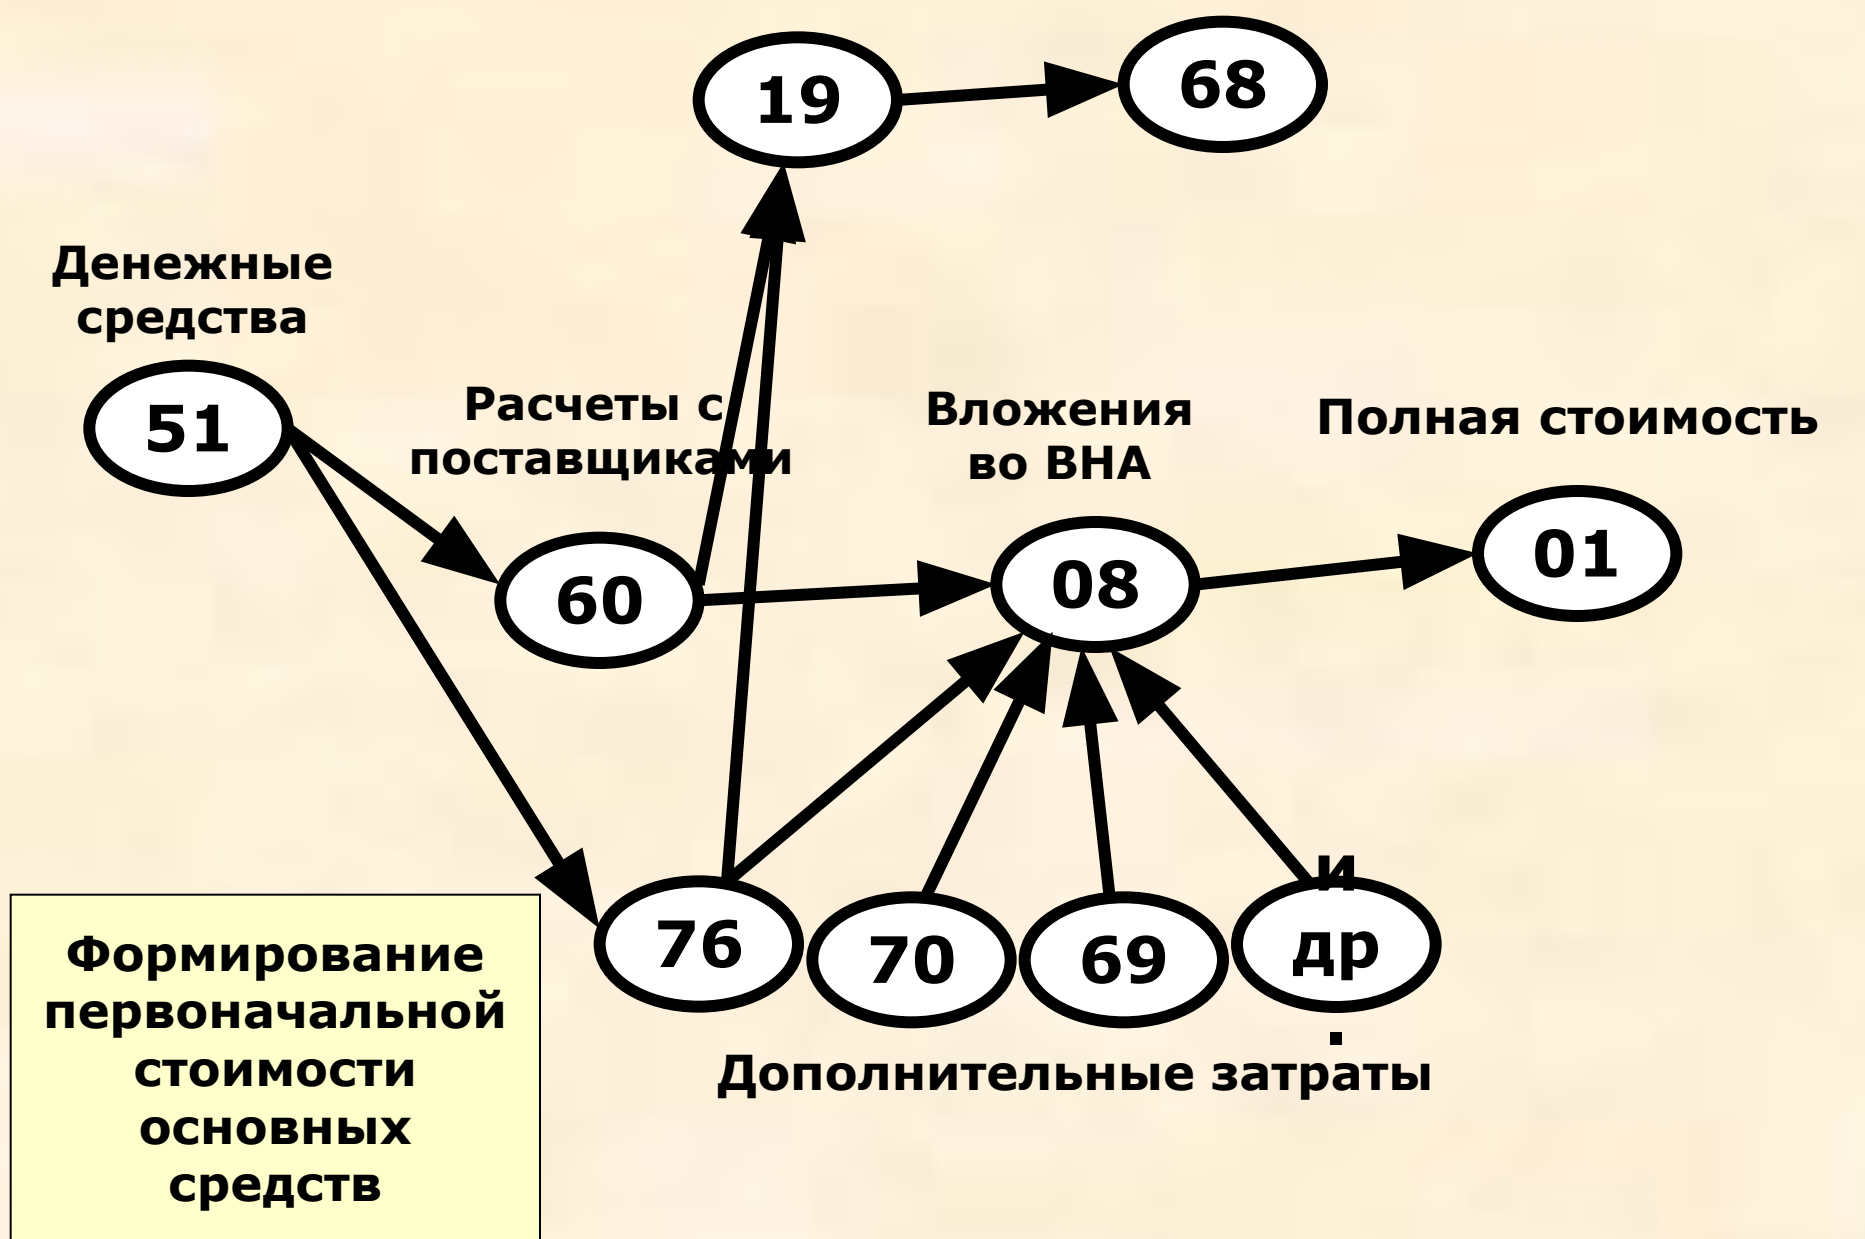 19
68
Денежные
средства
51
Расчеты с
поставщиками
60
Вложения
во ВНА
08
Полная стоимость
01
76
70
69
и
др
.
Дополнительные затраты
Формирование
первоначальной
стоимости
основных
средств